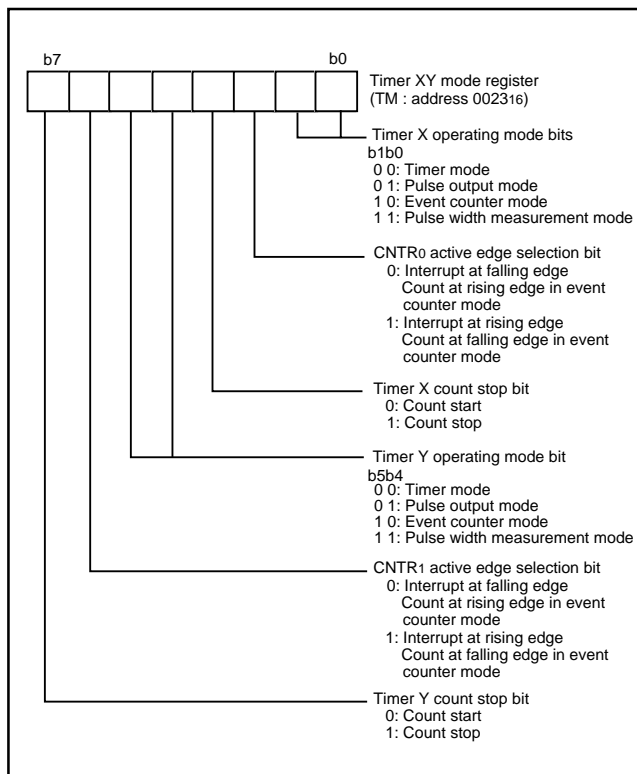 b7 b0
Timer XY mode register
(TM : address 002316)
Timer X operating mode bits
b1b0
0 0: Timer mode
0 1: Pulse output mode
1 0: Event counter mode
1 1: Pulse width measurement mode
CNTR0 active edge selection bit
0: Interrupt at falling edge
Count at rising edge in event
counter mode
1: Interrupt at rising edge
Count at falling edge in event
counter mode
Timer X count stop bit
0: Count start
1: Count stop
Timer Y operating mode bit
b5b4
0 0: Timer mode
0 1: Pulse output mode
1 0: Event counter mode
1 1: Pulse width measurement mode
CNTR1 active edge selection bit
0: Interrupt at falling edge
Count at rising edge in event
counter mode
1: Interrupt at rising edge
Count at falling edge in event
counter mode
Timer Y count stop bit
0: Count start
1: Count stop